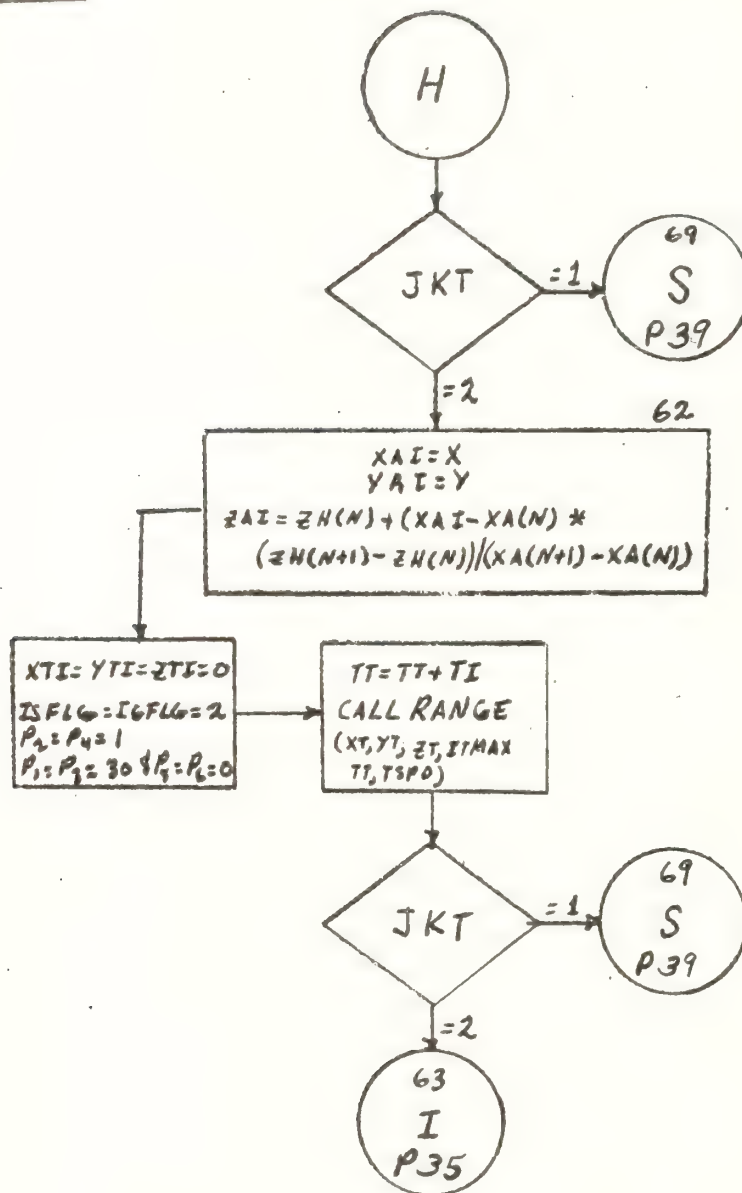 H
JKT
=1
69
S
P39
=2
62
XAI=X
YAI=Y
ZAI=ZH(N)+(XAI-XA(N)*
(ZH(N+1)-ZH(N))/(XA(N+1)-XA(N))
XTI=YTI=ZTI=0
ISFLG=IGFLG=2
P2=P4=1
P1=P3=30 & P5=P6=0
TT=TT+TI
CALL RANGE
(XT,YT,ZT,ITMAX
TT,TSPD)
JKT
=1
69
S
P39
=2
63
I
P35